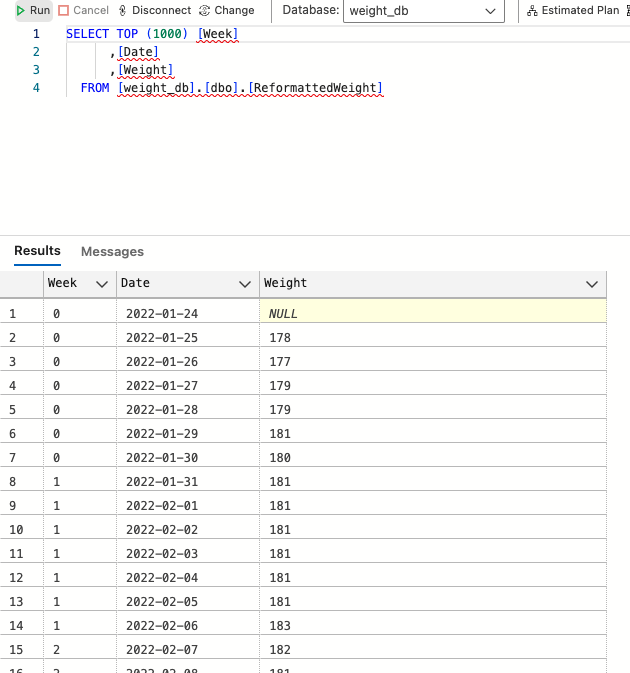 Run Cancel Disconnect Change Database: weight_db Estimated Plan
1 SELECT TOP (1000) [Week]
2 ,[Date]
3 ,[Weight]
4 FROM [weight_db].[dbo].[ReformattedWeight]
Results Messages
Week Date Weight
1 0 2022-01-24 NULL
2 0 2022-01-25 178
3 0 2022-01-26 177
4 0 2022-01-27 179
5 0 2022-01-28 179
6 0 2022-01-29 181
7 0 2022-01-30 180
8 1 2022-01-31 181
9 1 2022-02-01 181
10 1 2022-02-02 181
11 1 2022-02-03 181
12 1 2022-02-04 181
13 1 2022-02-05 181
14 1 2022-02-06 183
15 2 2022-02-07 182
16 2 2022-02-08 181